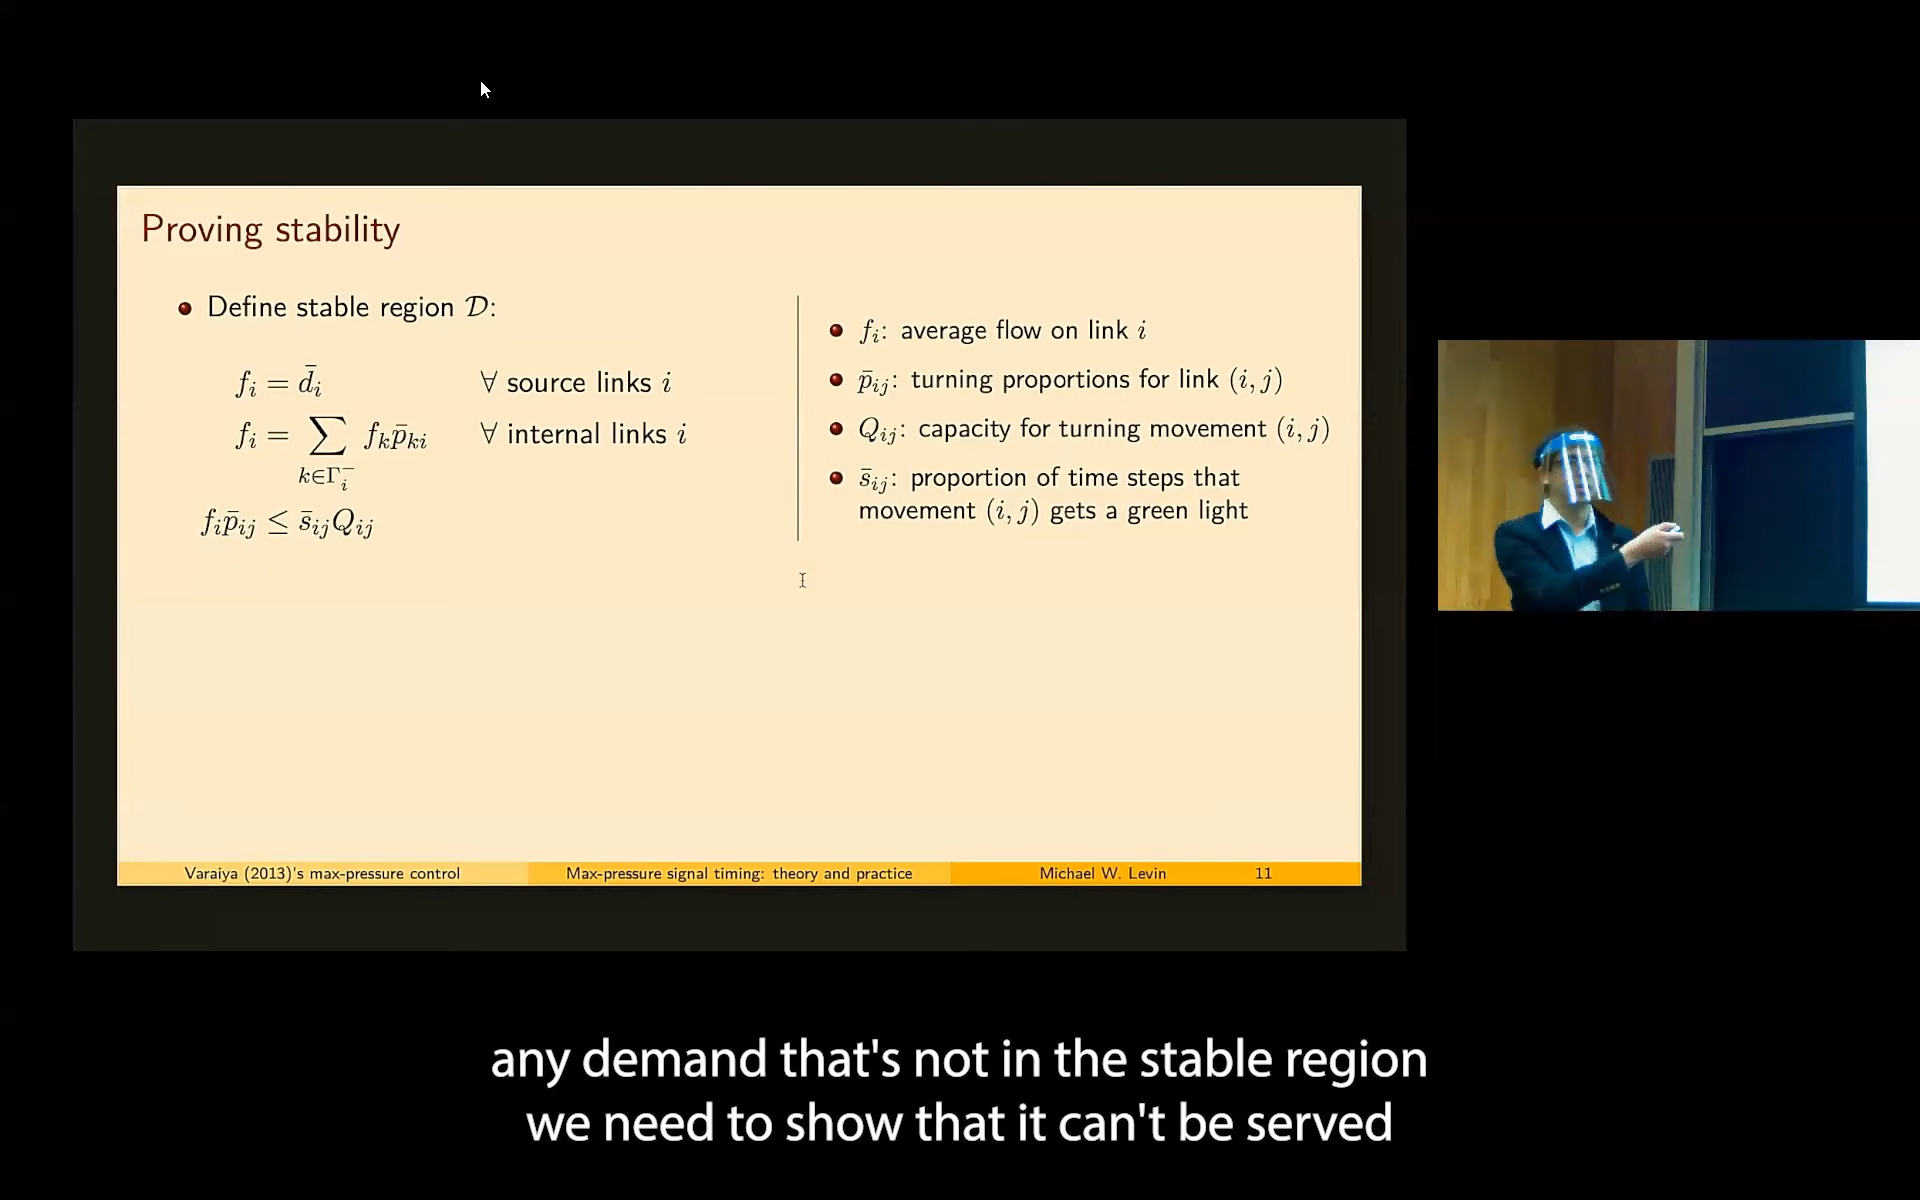 Proving stability
Define stable region 𝒟:
f_i = d̄_i ∀ source links i
f_i = ∑_{k∈Γ_i^−} f_k p̄_{ki} ∀ internal links i
f_i p̄_{ij} ≤ s̄_{ij} Q_{ij}
f_i: average flow on link i
p̄_{ij}: turning proportions for link (i, j)
Q_{ij}: capacity for turning movement (i, j)
s̄_{ij}: proportion of time steps that
movement (i, j) gets a green light
Varaiya (2013)'s max-pressure control
Max-pressure signal timing: theory and practice
Michael W. Levin
11
any demand that's not in the stable region
we need to show that it can't be served